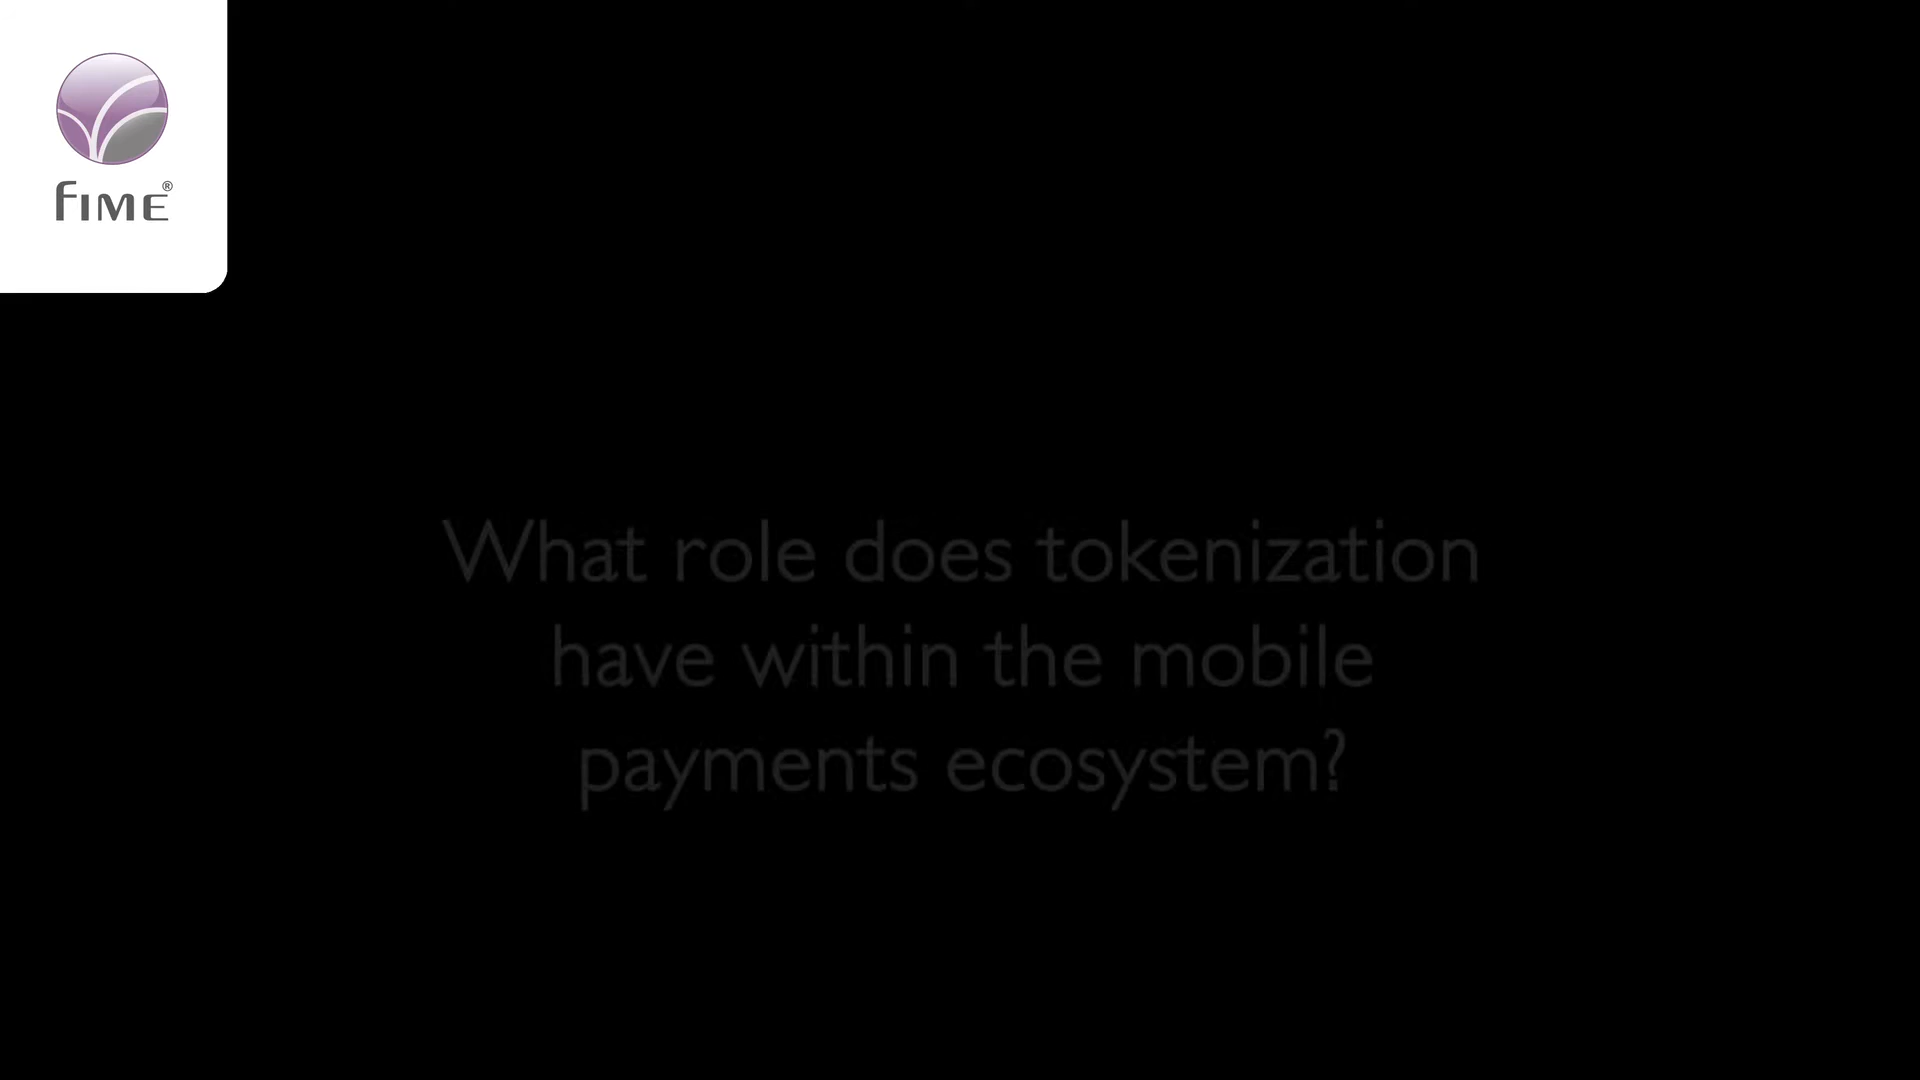 fIME®
What role does tokenization
have within the mobile
payments ecosystem?